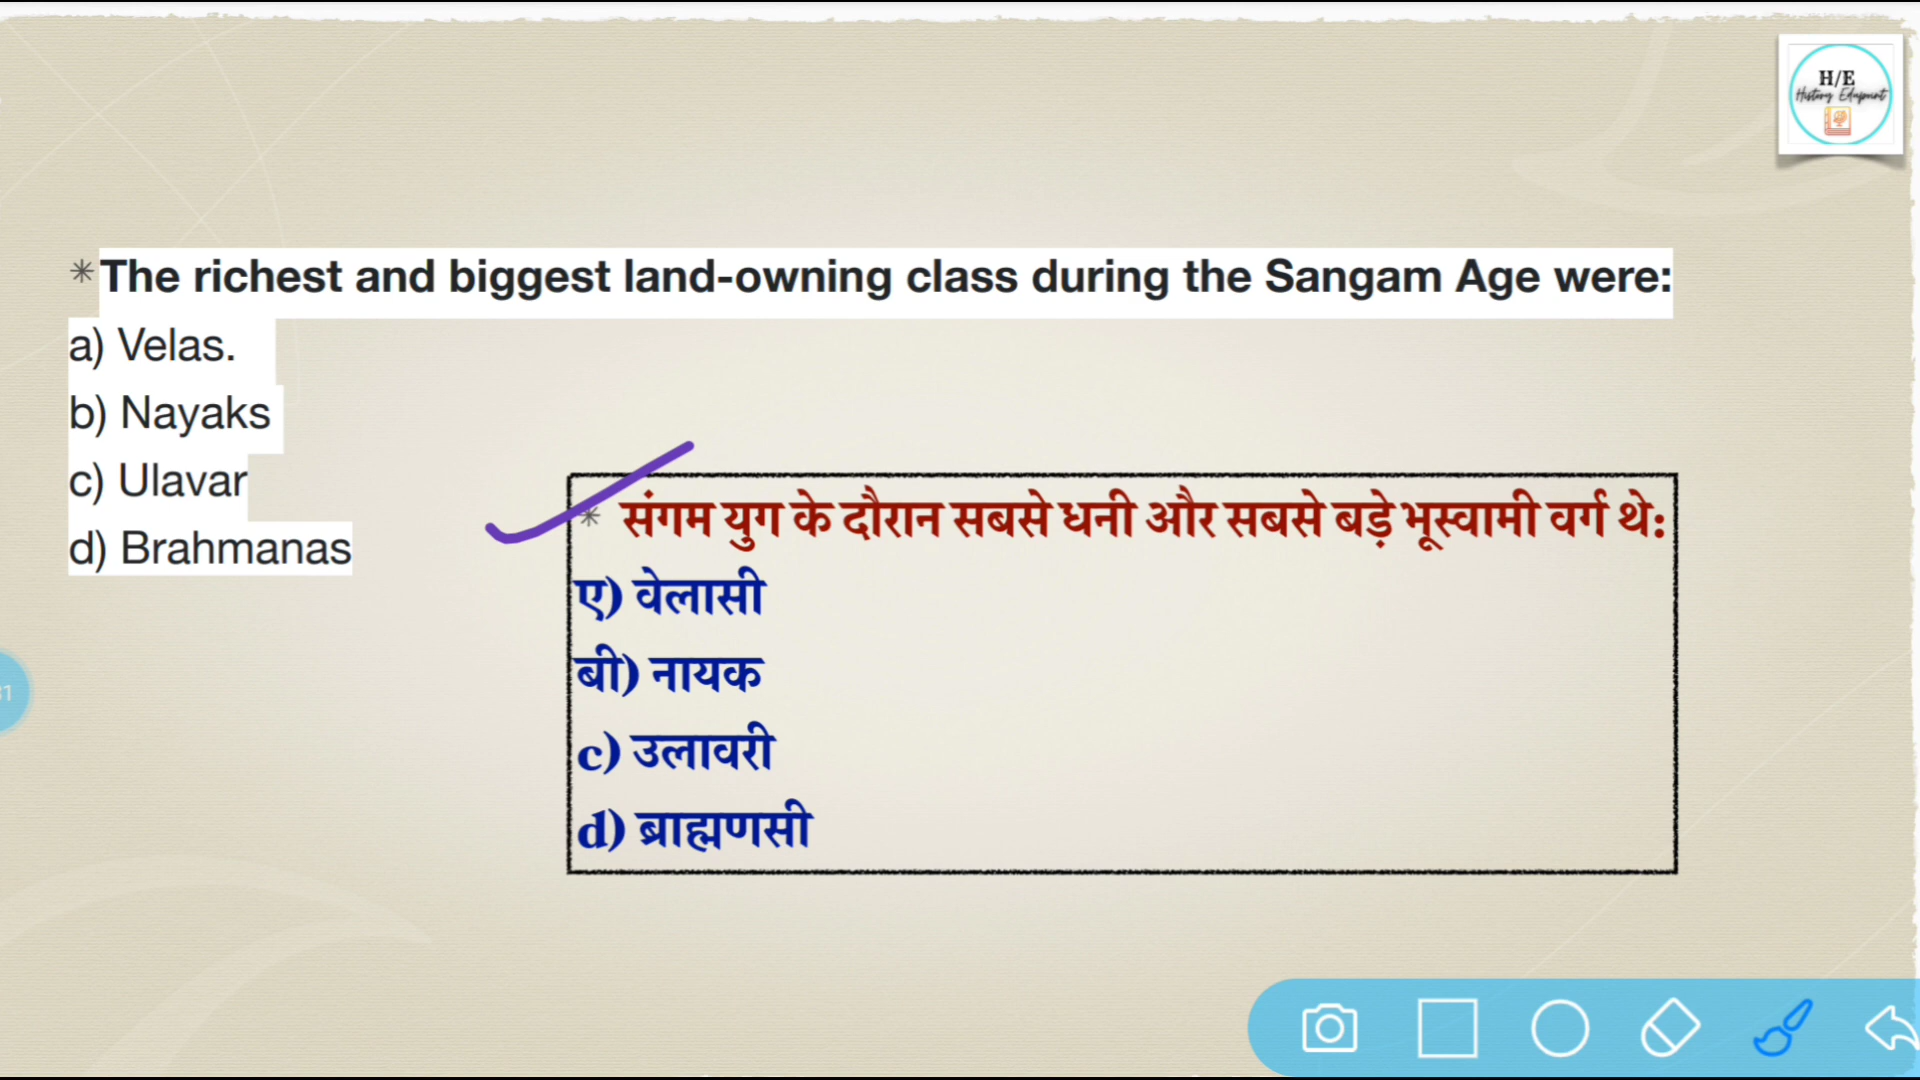 H/E
History Edupoint
✳ The richest and biggest land-owning class during the Sangam Age were:
a) Velas.
b) Nayaks
c) Ulavar
d) Brahmanas
✳ संगम युग के दौरान सबसे धनी और सबसे बड़े भूस्वामी वर्ग थे:
ए) वेलासी
बी) नायक
c) उलावरी
d) ब्राह्मणसी